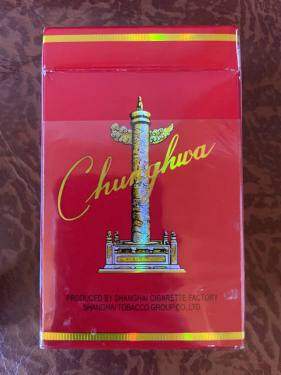 Chunghwa
PRODUCED BY SHANGHAI CIGARETTE FACTORY
SHANGHAI TOBACCO GROUP CO.,LTD.